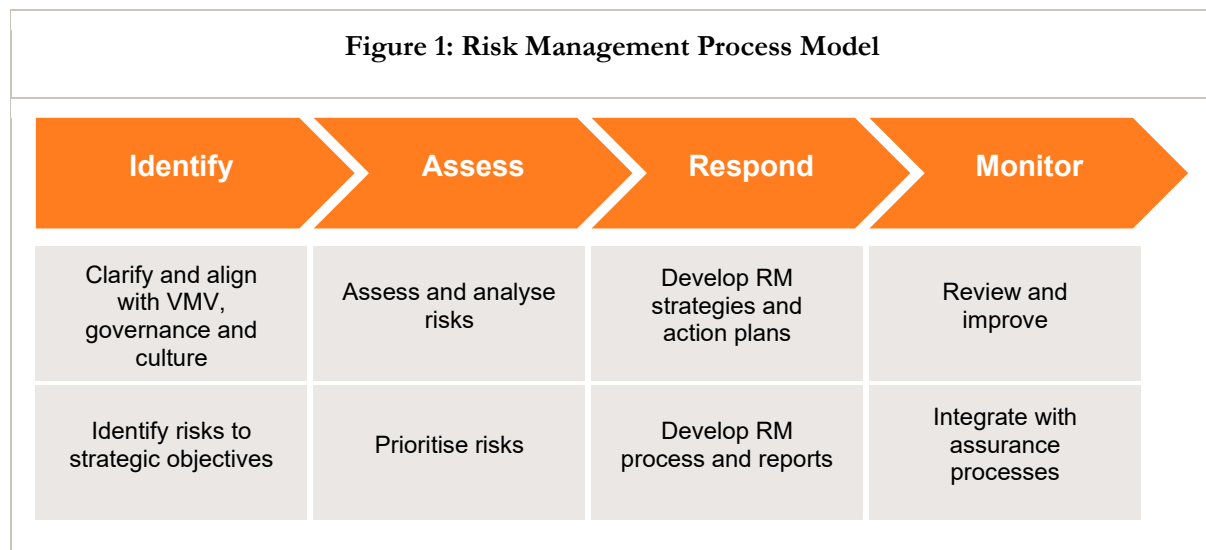 Figure 1: Risk Management Process Model
Identify
Assess
Respond
Monitor
Clarify and align
with VMV,
governance and
culture
Assess and analyse
risks
Develop RM
strategies and
action plans
Review and
improve
Identify risks to
strategic objectives
Prioritise risks
Develop RM
process and reports
Integrate with
assurance
processes